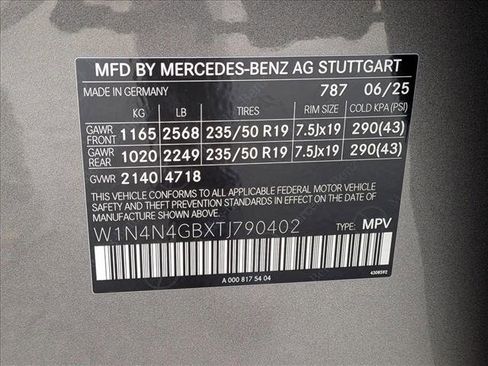 MFD BY MERCEDES-BENZ AG STUTTGART
MADE IN GERMANY 787 06/25
KG LB TIRES RIM SIZE COLD KPA(PSI)
GAWR FRONT 1165 2568 235/50 R19 7.5Jx19 290(43)
GAWR REAR 1020 2249 235/50 R19 7.5Jx19 290(43)
GVWR 2140 4718
THIS VEHICLE CONFORMS TO ALL APPLICABLE FEDERAL MOTOR VEHICLE
SAFETY AND THEFT PREVENTION STANDARDS IN EFFECT ON THE DATE OF
MANUFACTURE SHOWN ABOVE.
W1N4N4GBXTJ790402 TYPE: MPV
A 000 817 54 04
4308592